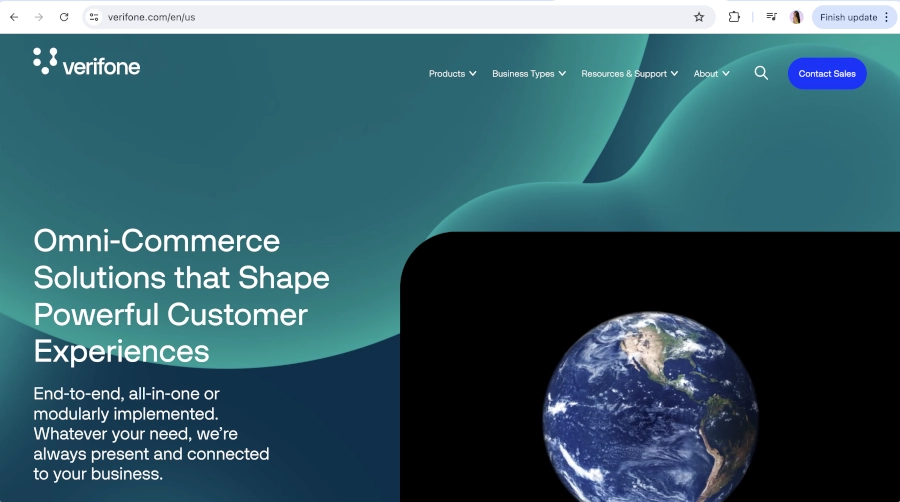 verifone.com/en/us
Finish update
verifone
Products
Business Types
Resources & Support
About
Contact Sales
Omni-Commerce
Solutions that Shape
Powerful Customer
Experiences
End-to-end, all-in-one or
modularly implemented.
Whatever your need, we’re
always present and connected
to your business.